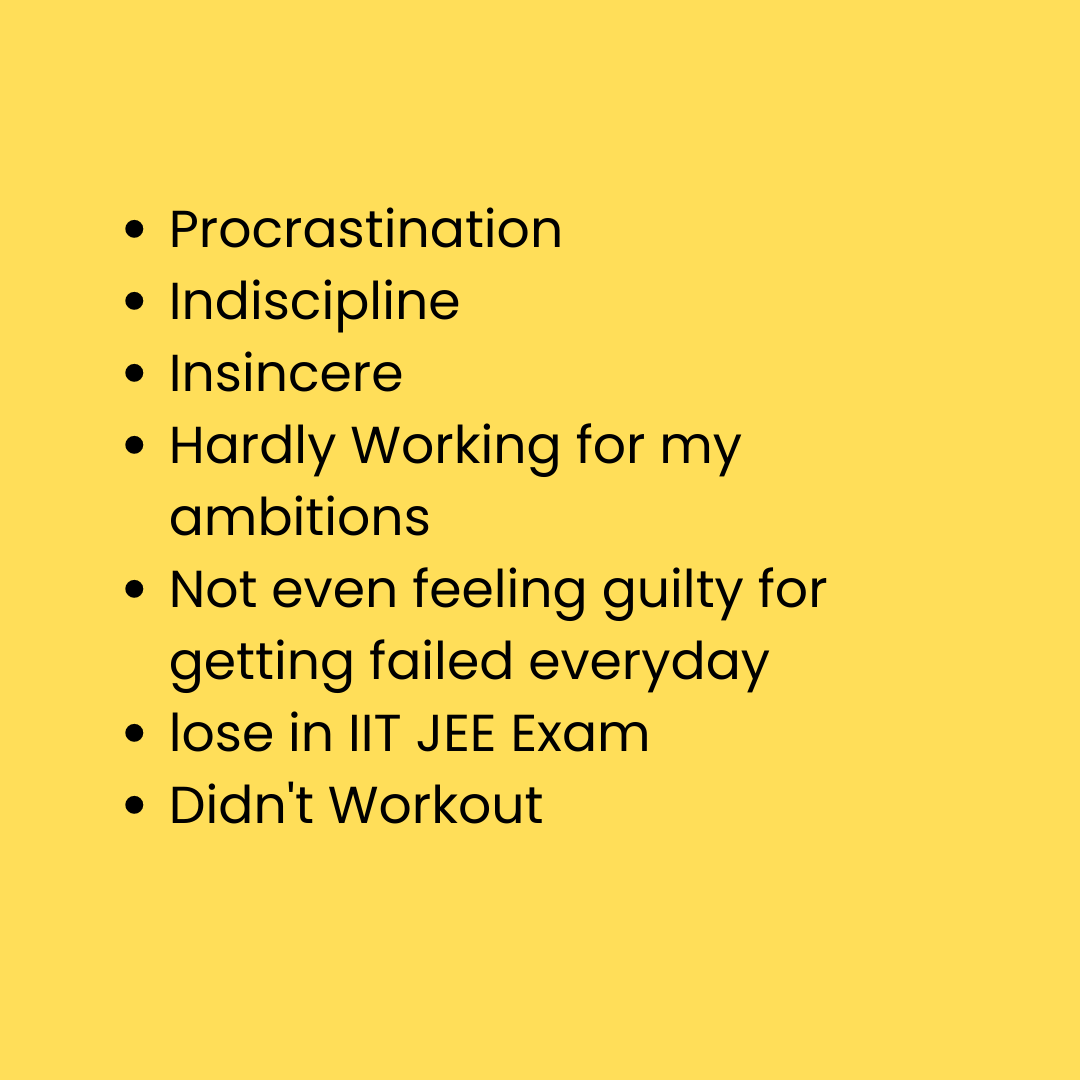 • Procrastination
• Indiscipline
• Insincere
• Hardly Working for my
ambitions
• Not even feeling guilty for
getting failed everyday
• lose in IIT JEE Exam
• Didn't Workout